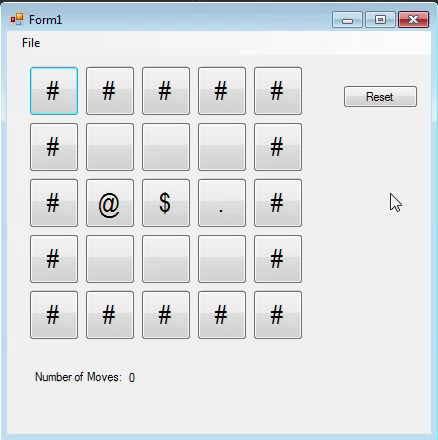 Form1
File
# # # # #
# #
# @ $ . #
# #
# # # # #
Reset
Number of Moves: 0